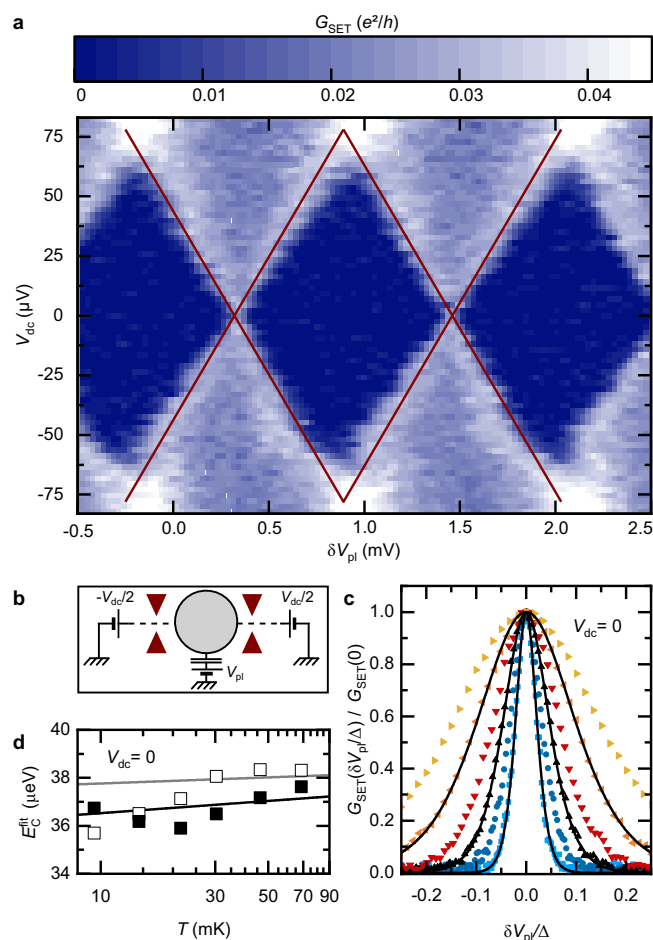 a
G_SET (e²/h)
0 0.01 0.02 0.03 0.04
75
50
25
0
-25
-50
-75
V_dc (μV)
-0.5 0.0 0.5 1.0 1.5 2.0 2.5
δV_pl (mV)
b
-V_dc/2 V_dc/2
V_pl
c
V_dc = 0
1.0
0.8
0.6
0.4
0.2
0.0
G_SET(δV_pl/Δ) / G_SET(0)
-0.2 -0.1 0.0 0.1 0.2
δV_pl/Δ
d
V_dc = 0
40
38
36
34
E_C^fit (μeV)
10 30 50 70 90
T (mK)